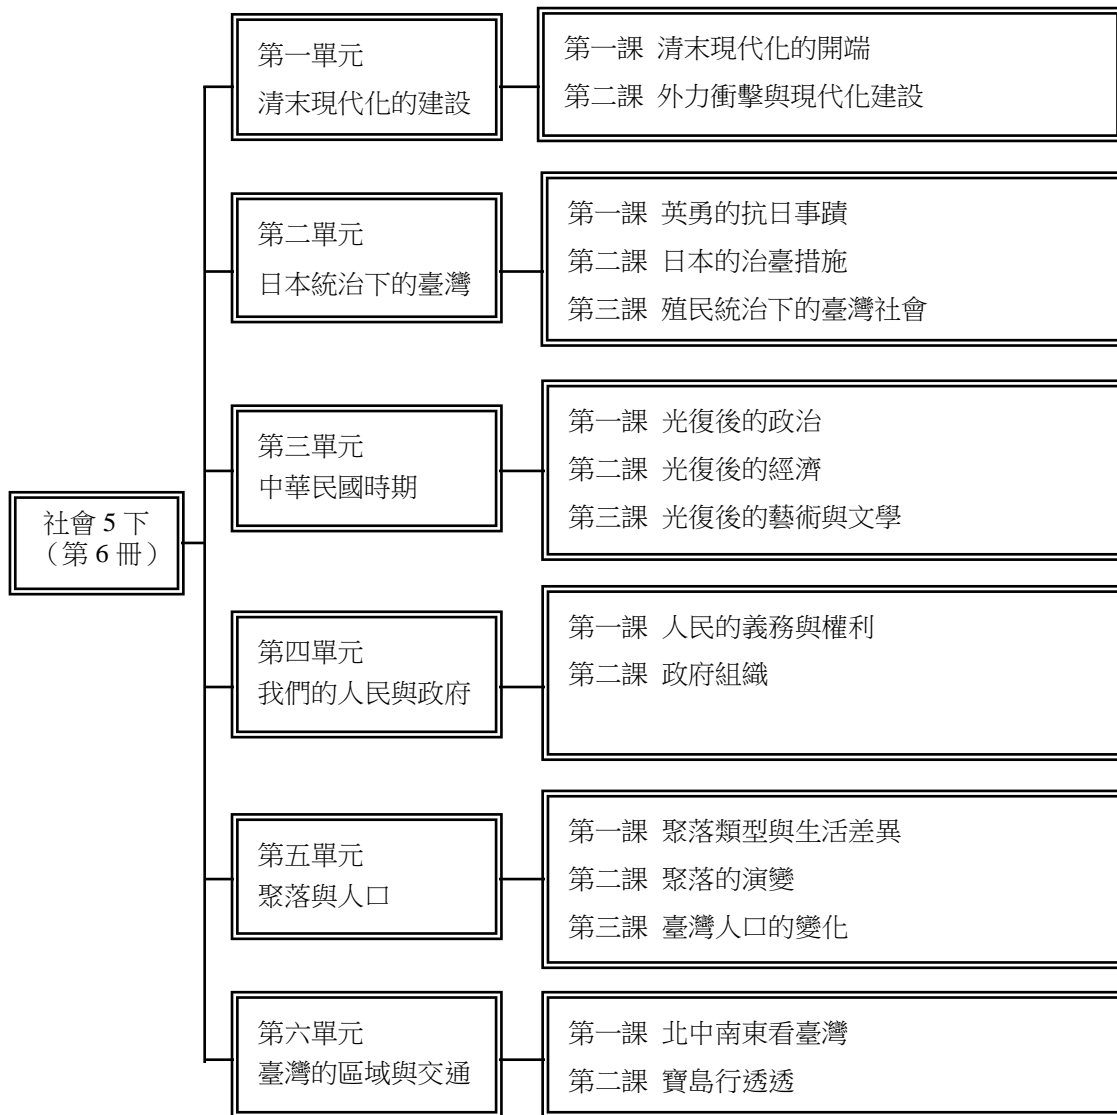 社會 5 下
（第 6 冊）
第一單元
清末現代化的建設
第一課 清末現代化的開端
第二課 外力衝擊與現代化建設
第二單元
日本統治下的臺灣
第一課 英勇的抗日事蹟
第二課 日本的治臺措施
第三課 殖民統治下的臺灣社會
第三單元
中華民國時期
第一課 光復後的政治
第二課 光復後的經濟
第三課 光復後的藝術與文學
第四單元
我們的人民與政府
第一課 人民的義務與權利
第二課 政府組織
第五單元
聚落與人口
第一課 聚落類型與生活差異
第二課 聚落的演變
第三課 臺灣人口的變化
第六單元
臺灣的區域與交通
第一課 北中南東看臺灣
第二課 寶島行透透